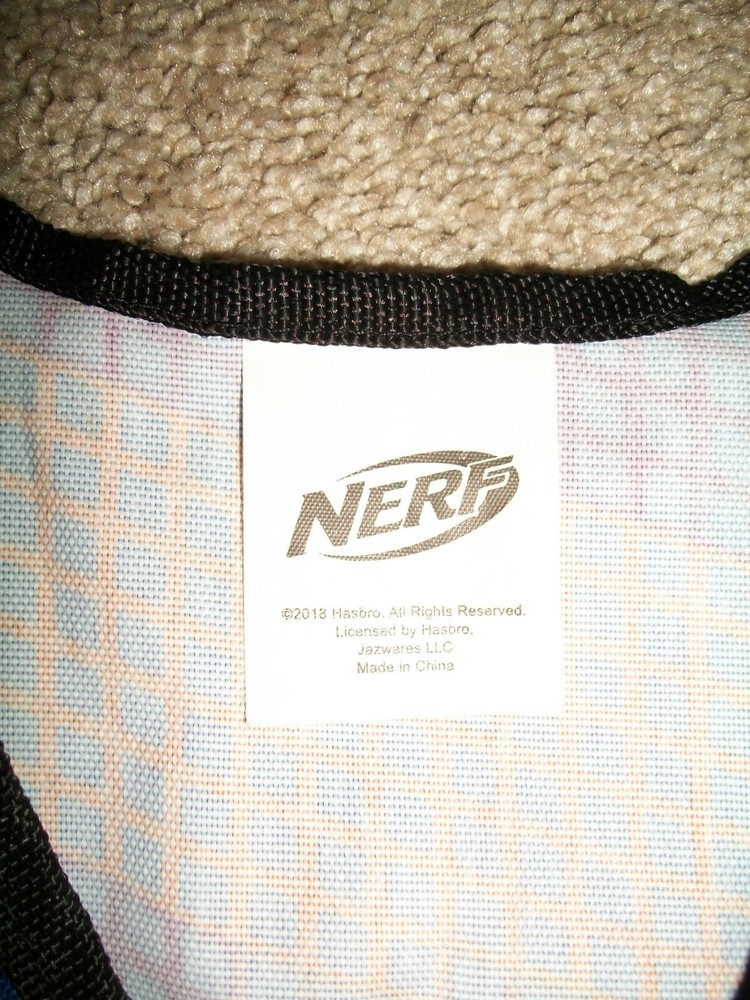 NERF
©2018 Hasbro. All Rights Reserved.
Licensed by Hasbro.
Jazwares LLC
Made in China